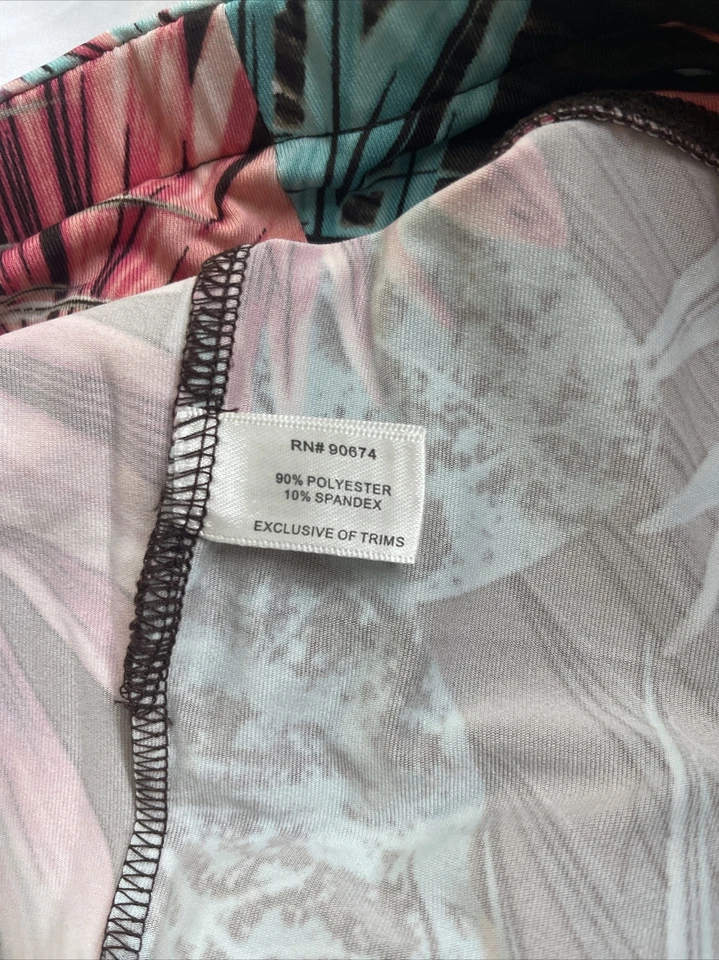 RN# 90674
90% POLYESTER
10% SPANDEX
EXCLUSIVE OF TRIMS